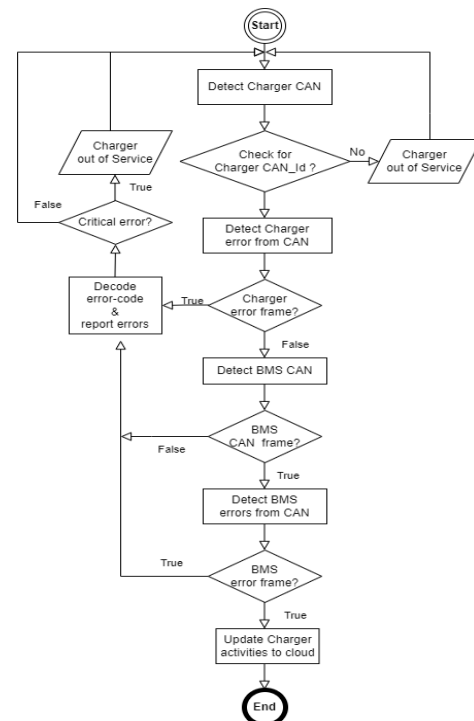 Start
Detect Charger CAN
Check for
Charger CAN_Id ?
No
Charger
out of Service
Charger
out of Service
True
False
Critical error?
Detect Charger
error from CAN
Decode
error-code
&
report errors
True
Charger
error frame?
False
Detect BMS CAN
BMS
CAN frame?
False
True
Detect BMS
errors from CAN
True
BMS
error frame?
True
Update Charger
activities to cloud
End